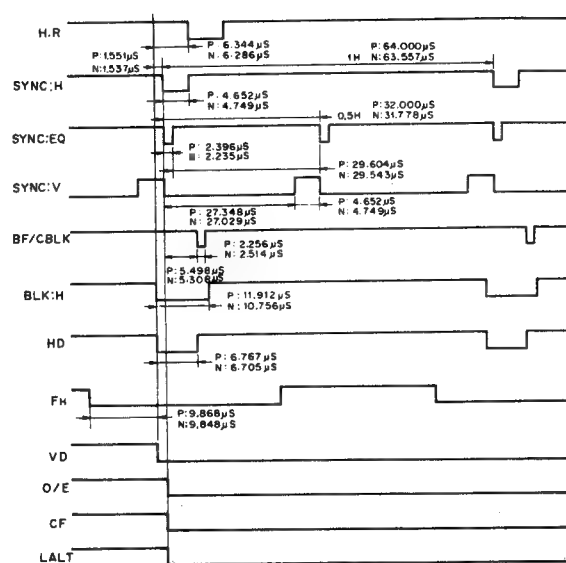 H.R
P: 6.344µS
N: 6.286µS
P:1.551µS
N:1.537µS
P:64.000µS
1H
N:63.557µS
SYNC:H
P:4.652µS
N:4.749µS
0.5H
P:32.000µS
N:31.778µS
SYNC:EQ
P: 2.396µS
2.235µS
P:29.604µS
N:29.543µS
SYNC:V
P:27.348µS
N:27.029µS
P:4.652µS
N:4.749µS
BF/CBLK
P:2.256µS
N:2.514µS
P:5.498µS
N:5.308µS
BLK:H
P:11.912µS
N:10.756µS
HD
P:6.767µS
N:6.705µS
FH
P:9.868µS
N:9.848µS
VD
O/E
CF
LALT